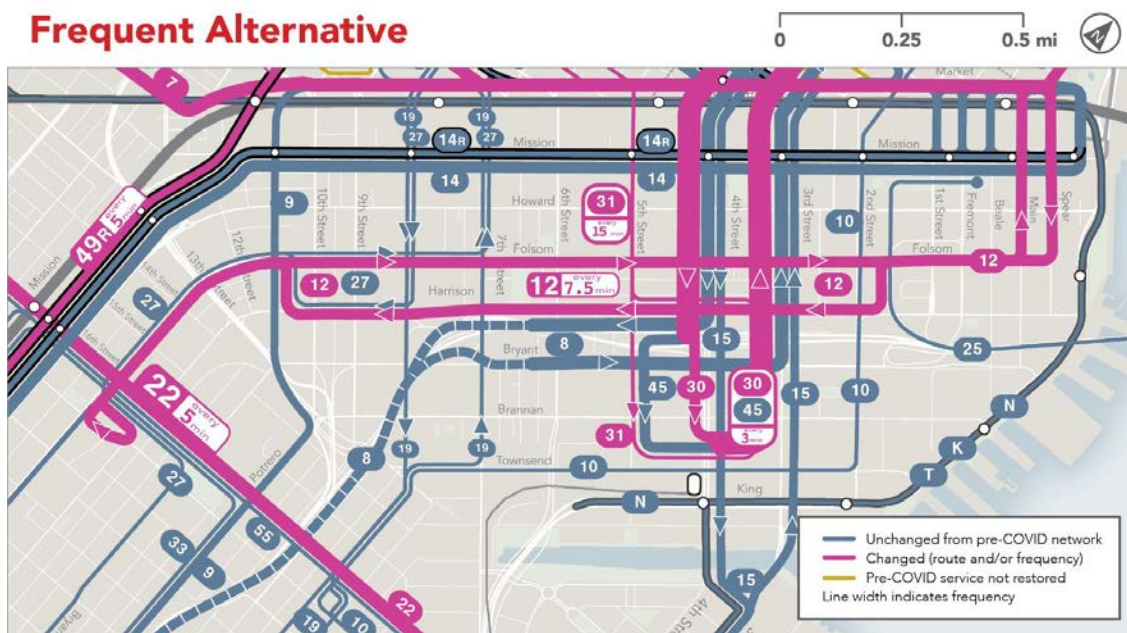 Frequent Alternative
0 0.25 0.5 mi
N
7
Market
19 19
27 27
14R 14R
Mission Mission
14 14
49R every 5 min
Mission
9
10th Street
9th Street
12th Street
13th Street
14th Street
15th Street
16th Street
7th Street
Howard
6th Street
31
every
15 min
5th Street
4th Street
3rd Street
10
2nd Street
1st Street
Fremont
Beale
Main
Spear
Folsom
Folsom
12
27
12
27
Harrison
12 every 7.5 min
12
8
15
Bryant
25
22 every 5 min
45
30
30
45
every
3 min
15
10
Brannan
31
N
K
T
19 19
Townsend
10
8
King
N
27
Potrero
55
33
9
15
22
19
10
4th St
Unchanged from pre-COVID network
Changed (route and/or frequency)
Pre-COVID service not restored
Line width indicates frequency